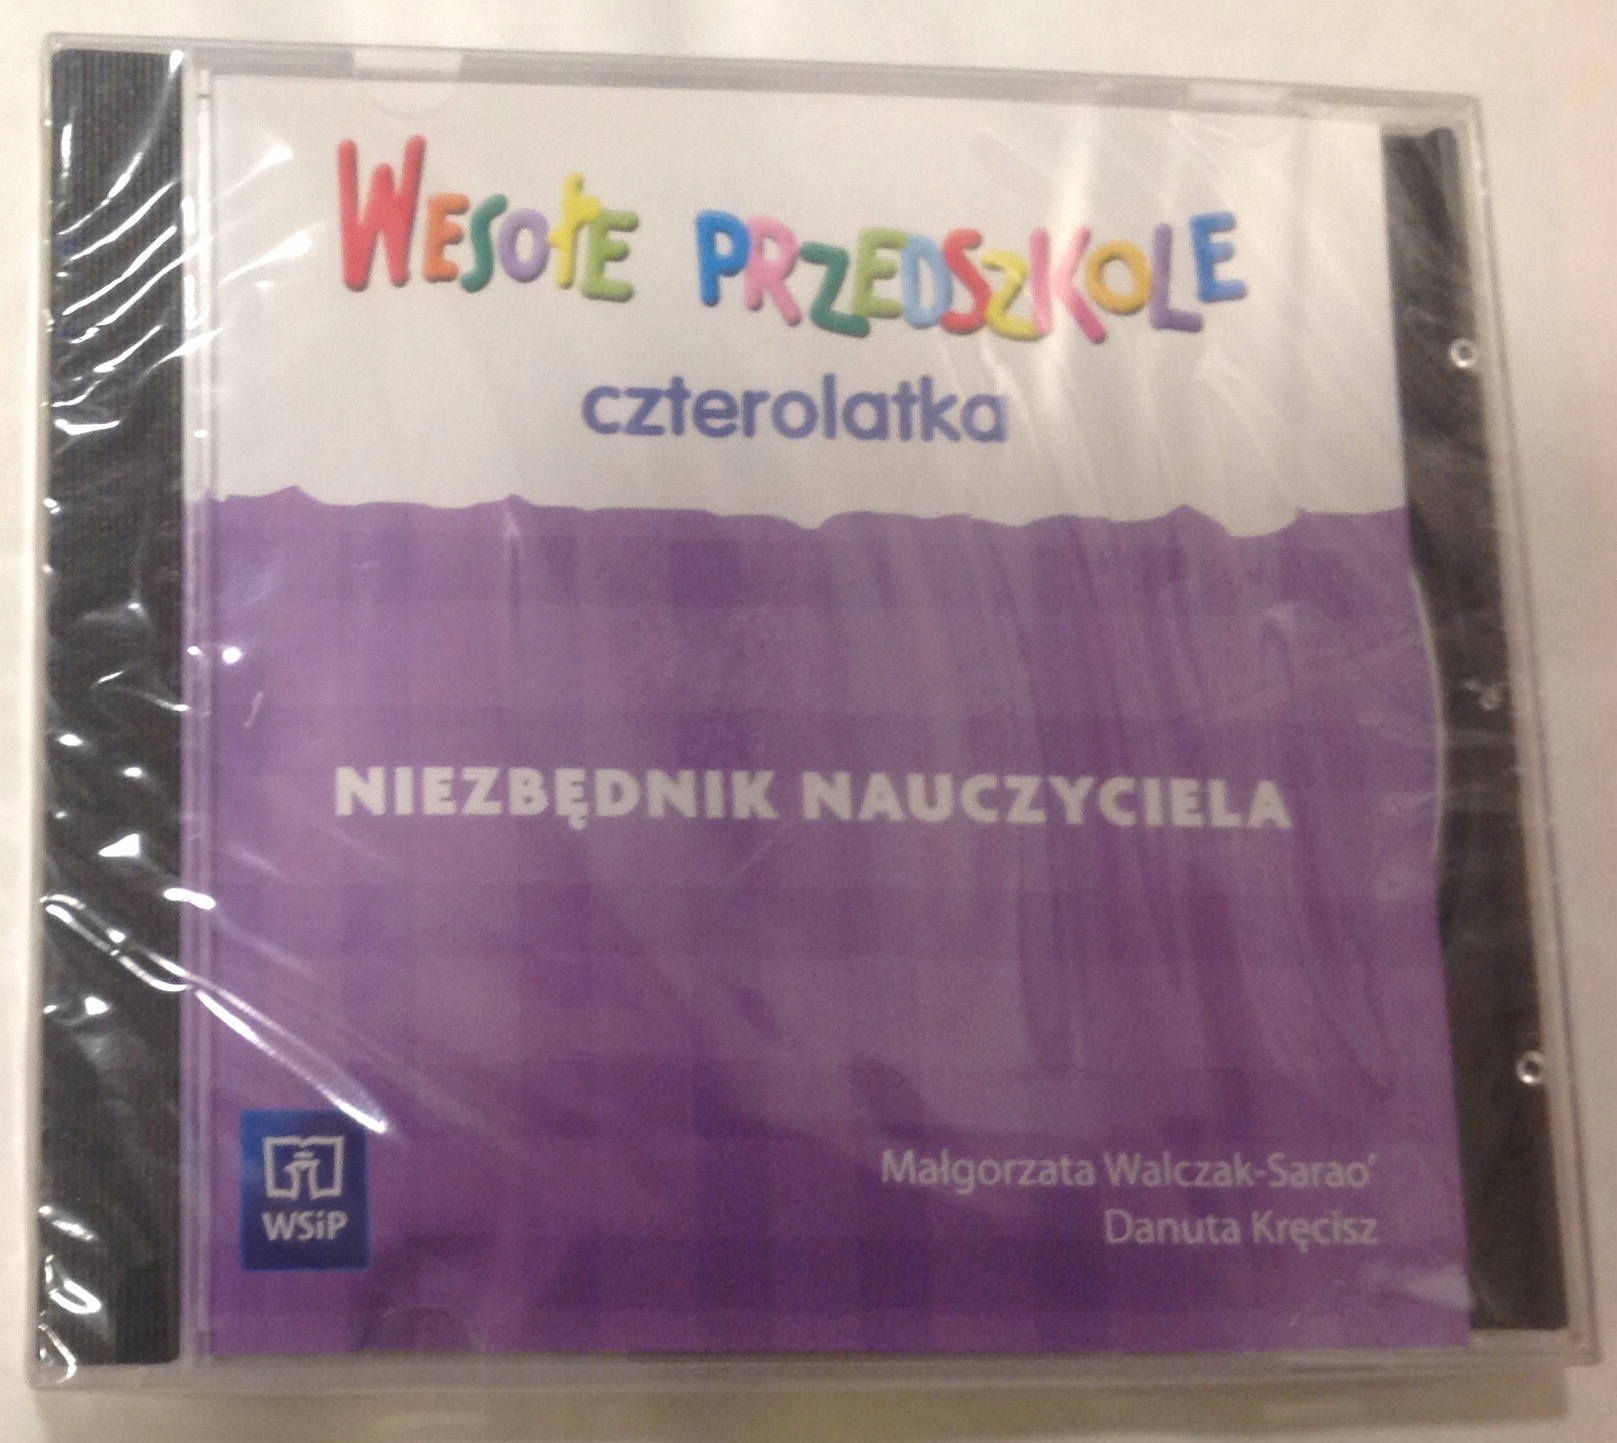 WESOŁE PRZEDSZKOLE
czterolatka
NIEZBĘDNIK NAUCZYCIELA
WSiP
Małgorzata Walczak-Sarao'
Danuta Kręcisz